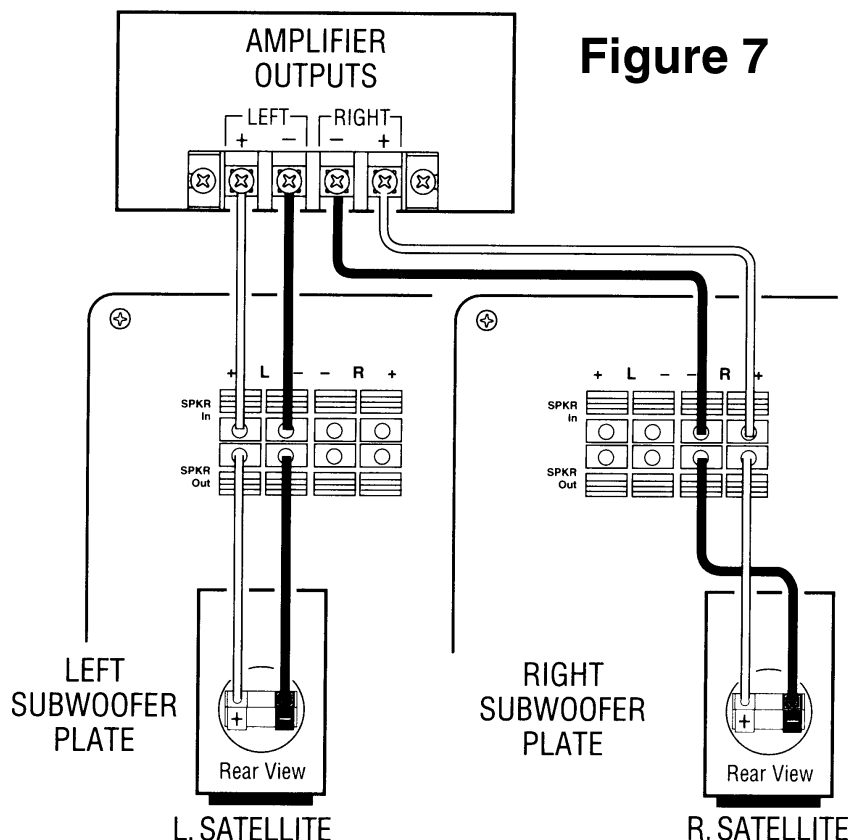 Figure 7
AMPLIFIER
OUTPUTS
LEFT RIGHT
+ – – +
+ L – – R +
SPKR
In
SPKR
Out
+ L – – R +
SPKR
In
SPKR
Out
LEFT
SUBWOOFER
PLATE
+ –
Rear View
L. SATELLITE
RIGHT
SUBWOOFER
PLATE
+ –
Rear View
R. SATELLITE